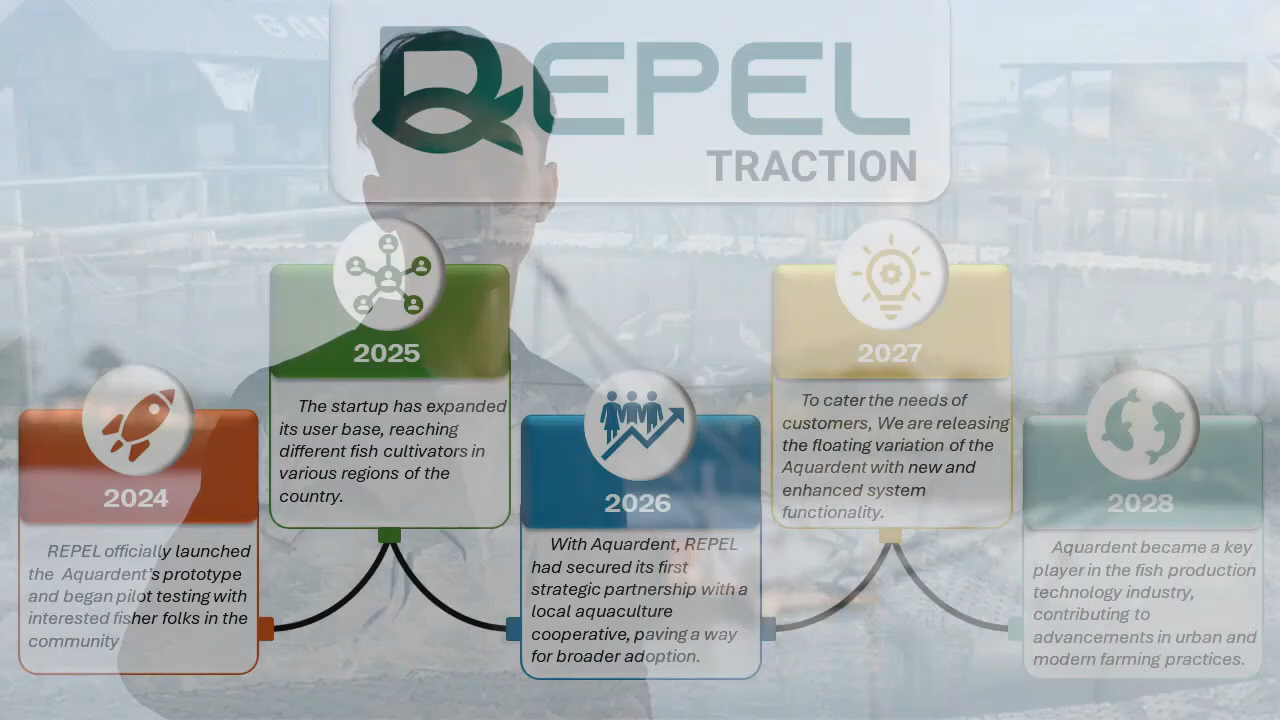 REPEL
TRACTION
2024
REPEL officially launched
the Aquardent's prototype
and began pilot testing with
interested fisher folks in the
community
2025
The startup has expanded
its user base, reaching
different fish cultivators in
various regions of the
country.
2026
With Aquardent, REPEL
had secured its first
strategic partnership with a
local aquaculture
cooperative, paving a way
for broader adoption.
2027
To cater the needs of
customers, We are releasing
the floating variation of the
Aquardent with new and
enhanced system
functionality.
2028
Aquardent became a key
player in the fish production
technology industry,
contributing to
advancements in urban and
modern farming practices.